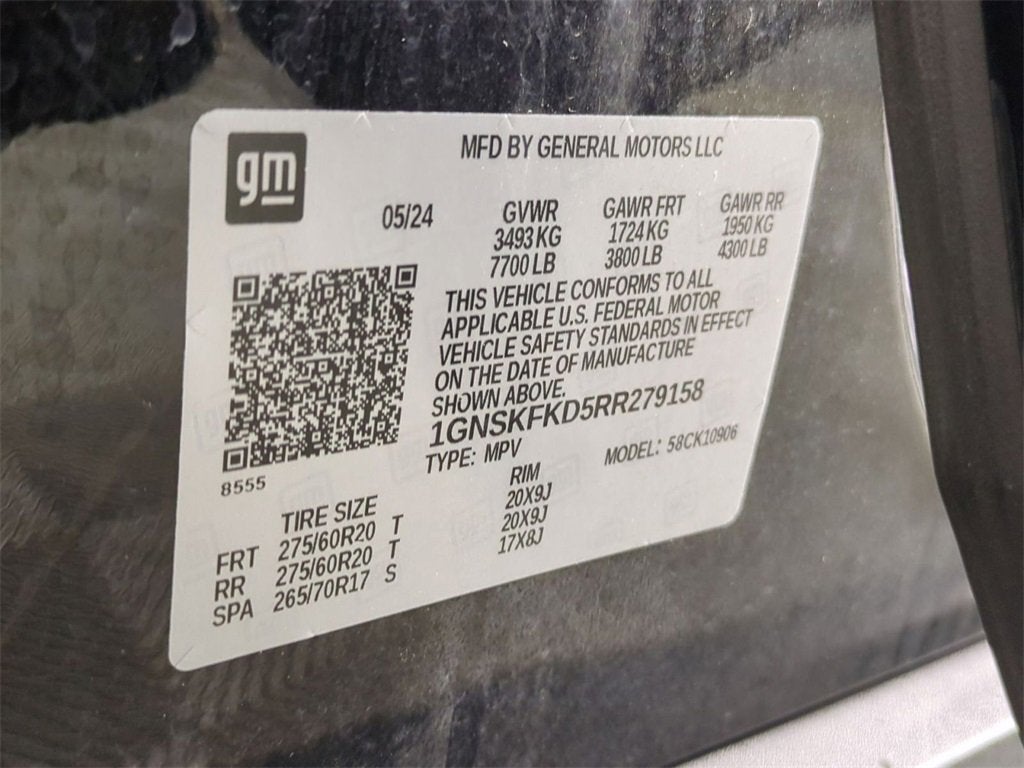 gm
MFD BY GENERAL MOTORS LLC
05/24 GVWR GAWR FRT GAWR RR
3493 KG 1724 KG 1950 KG
7700 LB 3800 LB 4300 LB
THIS VEHICLE CONFORMS TO ALL
APPLICABLE U.S. FEDERAL MOTOR
VEHICLE SAFETY STANDARDS IN EFFECT
ON THE DATE OF MANUFACTURE
SHOWN ABOVE.
1GNSKFKD5RR279158
TYPE: MPV MODEL: 58CK10906
8555
TIRE SIZE RIM
FRT 275/60R20 T 20X9J
RR 275/60R20 T 20X9J
SPA 265/70R17 S 17X8J